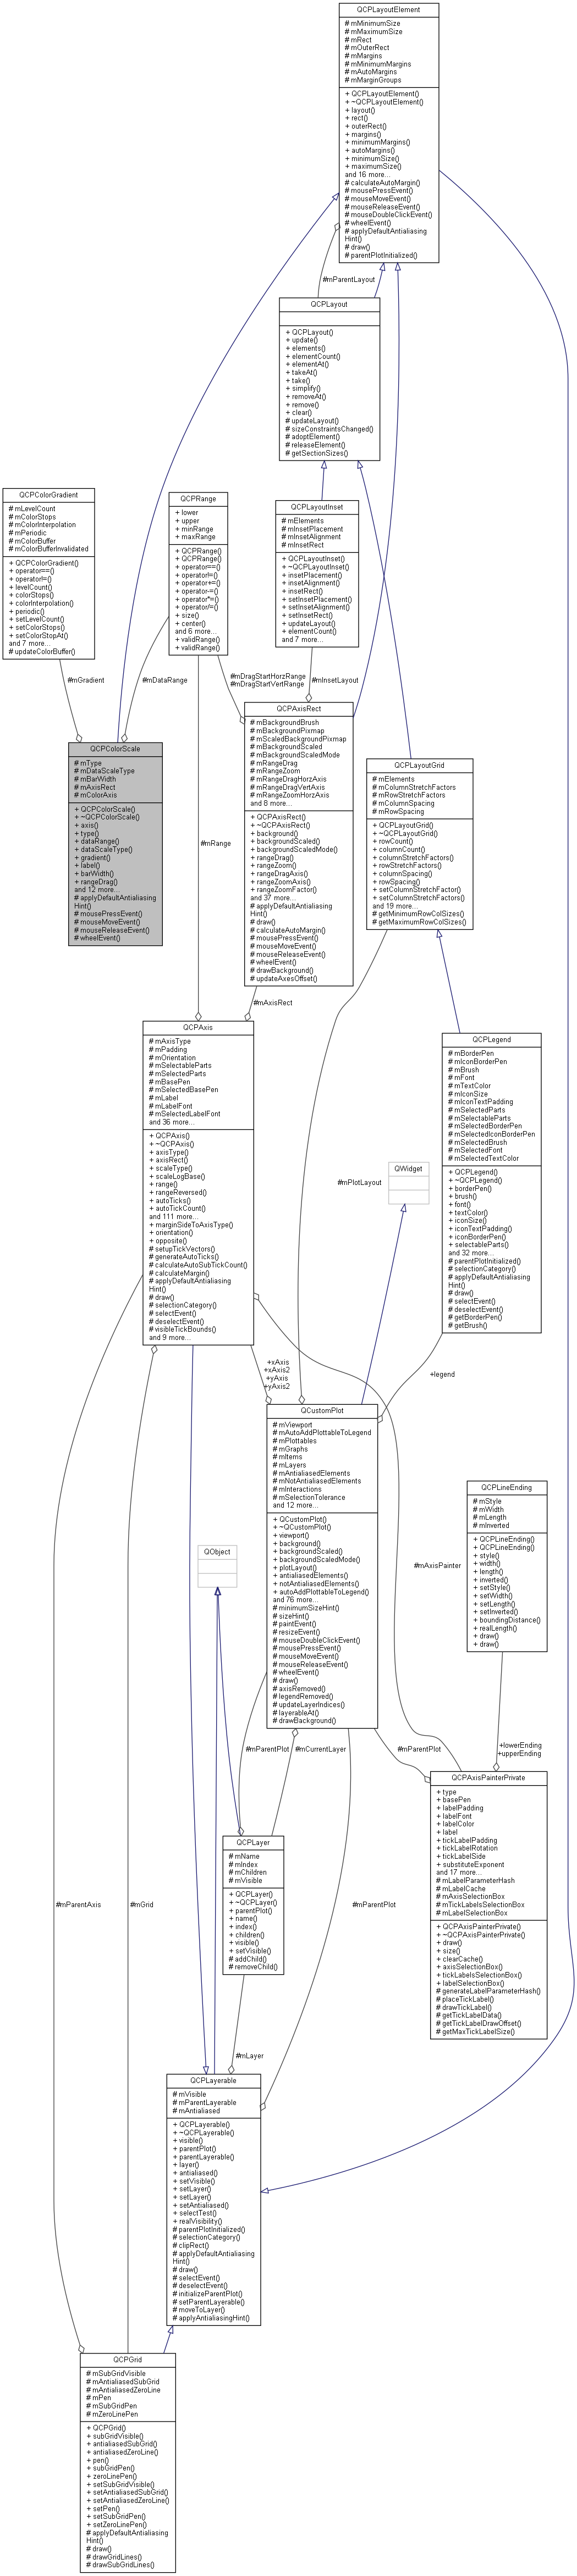 QCPLayoutElement
# mMinimumSize
# mMaximumSize
# mRect
# mOuterRect
# mMargins
# mMinimumMargins
# mAutoMargins
# mMarginGroups
+ QCPLayoutElement()
+ ~QCPLayoutElement()
+ layout()
+ rect()
+ outerRect()
+ margins()
+ minimumMargins()
+ autoMargins()
+ minimumSize()
+ maximumSize()
and 16 more...
# calculateAutoMargin()
# mousePressEvent()
# mouseMoveEvent()
# mouseReleaseEvent()
# mouseDoubleClickEvent()
# wheelEvent()
# applyDefaultAntialiasing
Hint()
# draw()
# parentPlotInitialized()
#mParentLayout
QCPLayout
+ QCPLayout()
+ update()
+ elements()
+ elementCount()
+ elementAt()
+ takeAt()
+ take()
+ simplify()
+ removeAt()
+ remove()
+ clear()
# updateLayout()
# sizeConstraintsChanged()
# adoptElement()
# releaseElement()
# getSectionSizes()
QCPColorGradient
# mLevelCount
# mColorStops
# mColorInterpolation
# mPeriodic
# mColorBuffer
# mColorBufferInvalidated
+ QCPColorGradient()
+ operator==()
+ operator!=()
+ levelCount()
+ colorStops()
+ colorInterpolation()
+ periodic()
+ setLevelCount()
+ setColorStops()
+ setColorStopAt()
and 7 more...
# updateColorBuffer()
QCPRange
+ lower
+ upper
+ minRange
+ maxRange
+ QCPRange()
+ QCPRange()
+ operator==()
+ operator!=()
+ operator+=()
+ operator-=()
+ operator*=()
+ operator/=()
+ size()
+ center()
and 6 more...
+ validRange()
+ validRange()
QCPLayoutInset
# mElements
# mInsetPlacement
# mInsetAlignment
# mInsetRect
+ QCPLayoutInset()
+ ~QCPLayoutInset()
+ insetPlacement()
+ insetAlignment()
+ insetRect()
+ setInsetPlacement()
+ setInsetAlignment()
+ setInsetRect()
+ updateLayout()
+ elementCount()
and 7 more...
#mGradient
#mDataRange
#mDragStartHorzRange
#mDragStartVertRange
#mInsetLayout
QCPColorScale
# mType
# mDataScaleType
# mBarWidth
# mAxisRect
# mColorAxis
+ QCPColorScale()
+ ~QCPColorScale()
+ axis()
+ type()
+ dataRange()
+ dataScaleType()
+ gradient()
+ label()
+ barWidth()
+ rangeDrag()
and 12 more...
# applyDefaultAntialiasing
Hint()
# mousePressEvent()
# mouseMoveEvent()
# mouseReleaseEvent()
# wheelEvent()
#mRange
QCPAxisRect
# mBackgroundBrush
# mBackgroundPixmap
# mScaledBackgroundPixmap
# mBackgroundScaled
# mBackgroundScaledMode
# mRangeDrag
# mRangeZoom
# mRangeDragHorzAxis
# mRangeDragVertAxis
# mRangeZoomHorzAxis
and 8 more...
+ QCPAxisRect()
+ ~QCPAxisRect()
+ background()
+ backgroundScaled()
+ backgroundScaledMode()
+ rangeDrag()
+ rangeZoom()
+ rangeDragAxis()
+ rangeZoomAxis()
+ rangeZoomFactor()
and 37 more...
# applyDefaultAntialiasing
Hint()
# draw()
# calculateAutoMargin()
# mousePressEvent()
# mouseMoveEvent()
# mouseReleaseEvent()
# wheelEvent()
# drawBackground()
# updateAxesOffset()
QCPLayoutGrid
# mElements
# mColumnStretchFactors
# mRowStretchFactors
# mColumnSpacing
# mRowSpacing
+ QCPLayoutGrid()
+ ~QCPLayoutGrid()
+ rowCount()
+ columnCount()
+ columnStretchFactors()
+ rowStretchFactors()
+ columnSpacing()
+ rowSpacing()
+ setColumnStretchFactor()
+ setColumnStretchFactors()
and 19 more...
# getMinimumRowColSizes()
# getMaximumRowColSizes()
#mAxisRect
QCPAxis
# mAxisType
# mPadding
# mOrientation
# mSelectableParts
# mSelectedParts
# mBasePen
# mSelectedBasePen
# mLabel
# mLabelFont
# mSelectedLabelFont
and 36 more...
+ QCPAxis()
+ ~QCPAxis()
+ axisType()
+ axisRect()
+ scaleType()
+ scaleLogBase()
+ range()
+ rangeReversed()
+ autoTicks()
+ autoTickCount()
and 111 more...
+ marginSideToAxisType()
+ orientation()
+ opposite()
# setupTickVectors()
# generateAutoTicks()
# calculateAutoSubTickCount()
# calculateMargin()
# applyDefaultAntialiasing
Hint()
# draw()
# selectionCategory()
# selectEvent()
# deselectEvent()
# visibleTickBounds()
and 9 more...
QCPLegend
# mBorderPen
# mIconBorderPen
# mBrush
# mFont
# mTextColor
# mIconSize
# mIconTextPadding
# mSelectedParts
# mSelectableParts
# mSelectedBorderPen
# mSelectedIconBorderPen
# mSelectedBrush
# mSelectedFont
# mSelectedTextColor
+ QCPLegend()
+ ~QCPLegend()
+ borderPen()
+ brush()
+ font()
+ textColor()
+ iconSize()
+ iconTextPadding()
+ iconBorderPen()
+ selectableParts()
and 32 more...
# parentPlotInitialized()
# selectionCategory()
# applyDefaultAntialiasing
Hint()
# draw()
# selectEvent()
# deselectEvent()
# getBorderPen()
# getBrush()
#mPlotLayout
QWidget
+xAxis
+xAxis2
+yAxis
+yAxis2
+legend
QCustomPlot
# mViewport
# mAutoAddPlottableToLegend
# mPlottables
# mGraphs
# mItems
# mLayers
# mAntialiasedElements
# mNotAntialiasedElements
# mInteractions
# mSelectionTolerance
and 12 more...
+ QCustomPlot()
+ ~QCustomPlot()
+ viewport()
+ background()
+ backgroundScaled()
+ backgroundScaledMode()
+ plotLayout()
+ antialiasedElements()
+ notAntialiasedElements()
+ autoAddPlottableToLegend()
and 76 more...
# minimumSizeHint()
# sizeHint()
# paintEvent()
# resizeEvent()
# mouseDoubleClickEvent()
# mousePressEvent()
# mouseMoveEvent()
# mouseReleaseEvent()
# wheelEvent()
# draw()
# axisRemoved()
# legendRemoved()
# updateLayerIndices()
# layerableAt()
# drawBackground()
QCPLineEnding
# mStyle
# mWidth
# mLength
# mInverted
+ QCPLineEnding()
+ QCPLineEnding()
+ style()
+ width()
+ length()
+ inverted()
+ setStyle()
+ setWidth()
+ setLength()
+ setInverted()
+ boundingDistance()
+ realLength()
+ draw()
+ draw()
QObject
#mAxisPainter
#mParentPlot
#mCurrentLayer
#mParentPlot
+lowerEnding
+upperEnding
QCPAxisPainterPrivate
+ type
+ basePen
+ labelPadding
+ labelFont
+ labelColor
+ label
+ tickLabelPadding
+ tickLabelRotation
+ tickLabelSide
+ substituteExponent
and 17 more...
# mLabelParameterHash
# mLabelCache
# mAxisSelectionBox
# mTickLabelsSelectionBox
# mLabelSelectionBox
+ QCPAxisPainterPrivate()
+ ~QCPAxisPainterPrivate()
+ draw()
+ size()
+ clearCache()
+ axisSelectionBox()
+ tickLabelsSelectionBox()
+ labelSelectionBox()
# generateLabelParameterHash()
# placeTickLabel()
# drawTickLabel()
# getTickLabelData()
# getTickLabelDrawOffset()
# getMaxTickLabelSize()
QCPLayer
# mName
# mIndex
# mChildren
# mVisible
+ QCPLayer()
+ ~QCPLayer()
+ parentPlot()
+ name()
+ index()
+ children()
+ visible()
+ setVisible()
# addChild()
# removeChild()
#mParentAxis
#mGrid
#mParentPlot
#mLayer
QCPLayerable
# mVisible
# mParentLayerable
# mAntialiased
+ QCPLayerable()
+ ~QCPLayerable()
+ visible()
+ parentPlot()
+ parentLayerable()
+ layer()
+ antialiased()
+ setVisible()
+ setLayer()
+ setLayer()
+ setAntialiased()
+ selectTest()
+ realVisibility()
# parentPlotInitialized()
# selectionCategory()
# clipRect()
# applyDefaultAntialiasing
Hint()
# draw()
# selectEvent()
# deselectEvent()
# initializeParentPlot()
# setParentLayerable()
# moveToLayer()
# applyAntialiasingHint()
QCPGrid
# mSubGridVisible
# mAntialiasedSubGrid
# mAntialiasedZeroLine
# mPen
# mSubGridPen
# mZeroLinePen
+ QCPGrid()
+ subGridVisible()
+ antialiasedSubGrid()
+ antialiasedZeroLine()
+ pen()
+ subGridPen()
+ zeroLinePen()
+ setSubGridVisible()
+ setAntialiasedSubGrid()
+ setAntialiasedZeroLine()
+ setPen()
+ setSubGridPen()
+ setZeroLinePen()
# applyDefaultAntialiasing
Hint()
# draw()
# drawGridLines()
# drawSubGridLines()